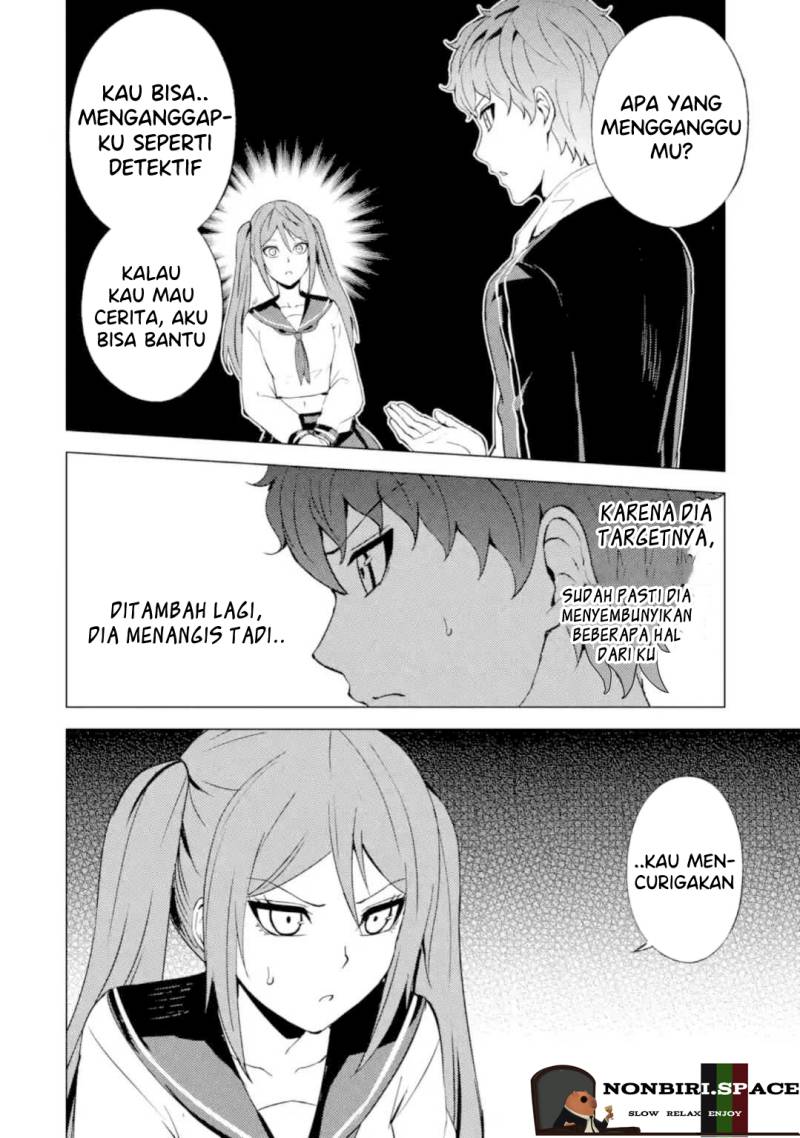 APA YANG
MENGGANGGU
MU?
KAU BISA..
MENGANGGAP-
KU SEPERTI
DETEKTIF
KALAU
KAU MAU
CERITA, AKU
BISA BANTU
KARENA DIA
TARGETNYA,
SUDAH PASTI DIA
MENYEMBUNYIKAN
BEBERAPA HAL
DARI KU
DITAMBAH LAGI,
DIA MENANGIS TADI..
..KAU MEN-
CURIGAKAN
NONBIRI.SPACE
SLOW RELAX ENJOY